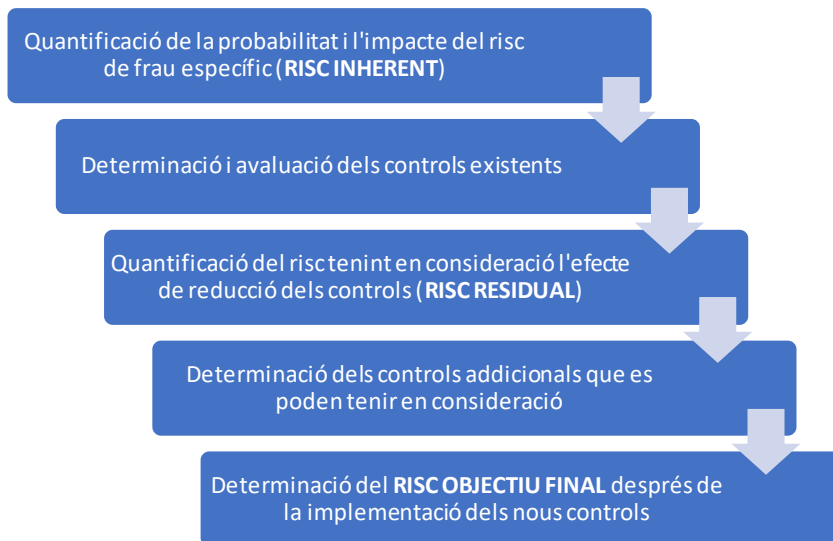 Quantificació de la probabilitat i l'impacte del risc
de frau específic (RISC INHERENT)
Determinació i avaluació dels controls existents
Quantificació del risc tenint en consideració l'efecte
de reducció dels controls (RISC RESIDUAL)
Determinació dels controls addicionals que es
poden tenir en consideració
Determinació del RISC OBJECTIU FINAL després de
la implementació dels nous controls